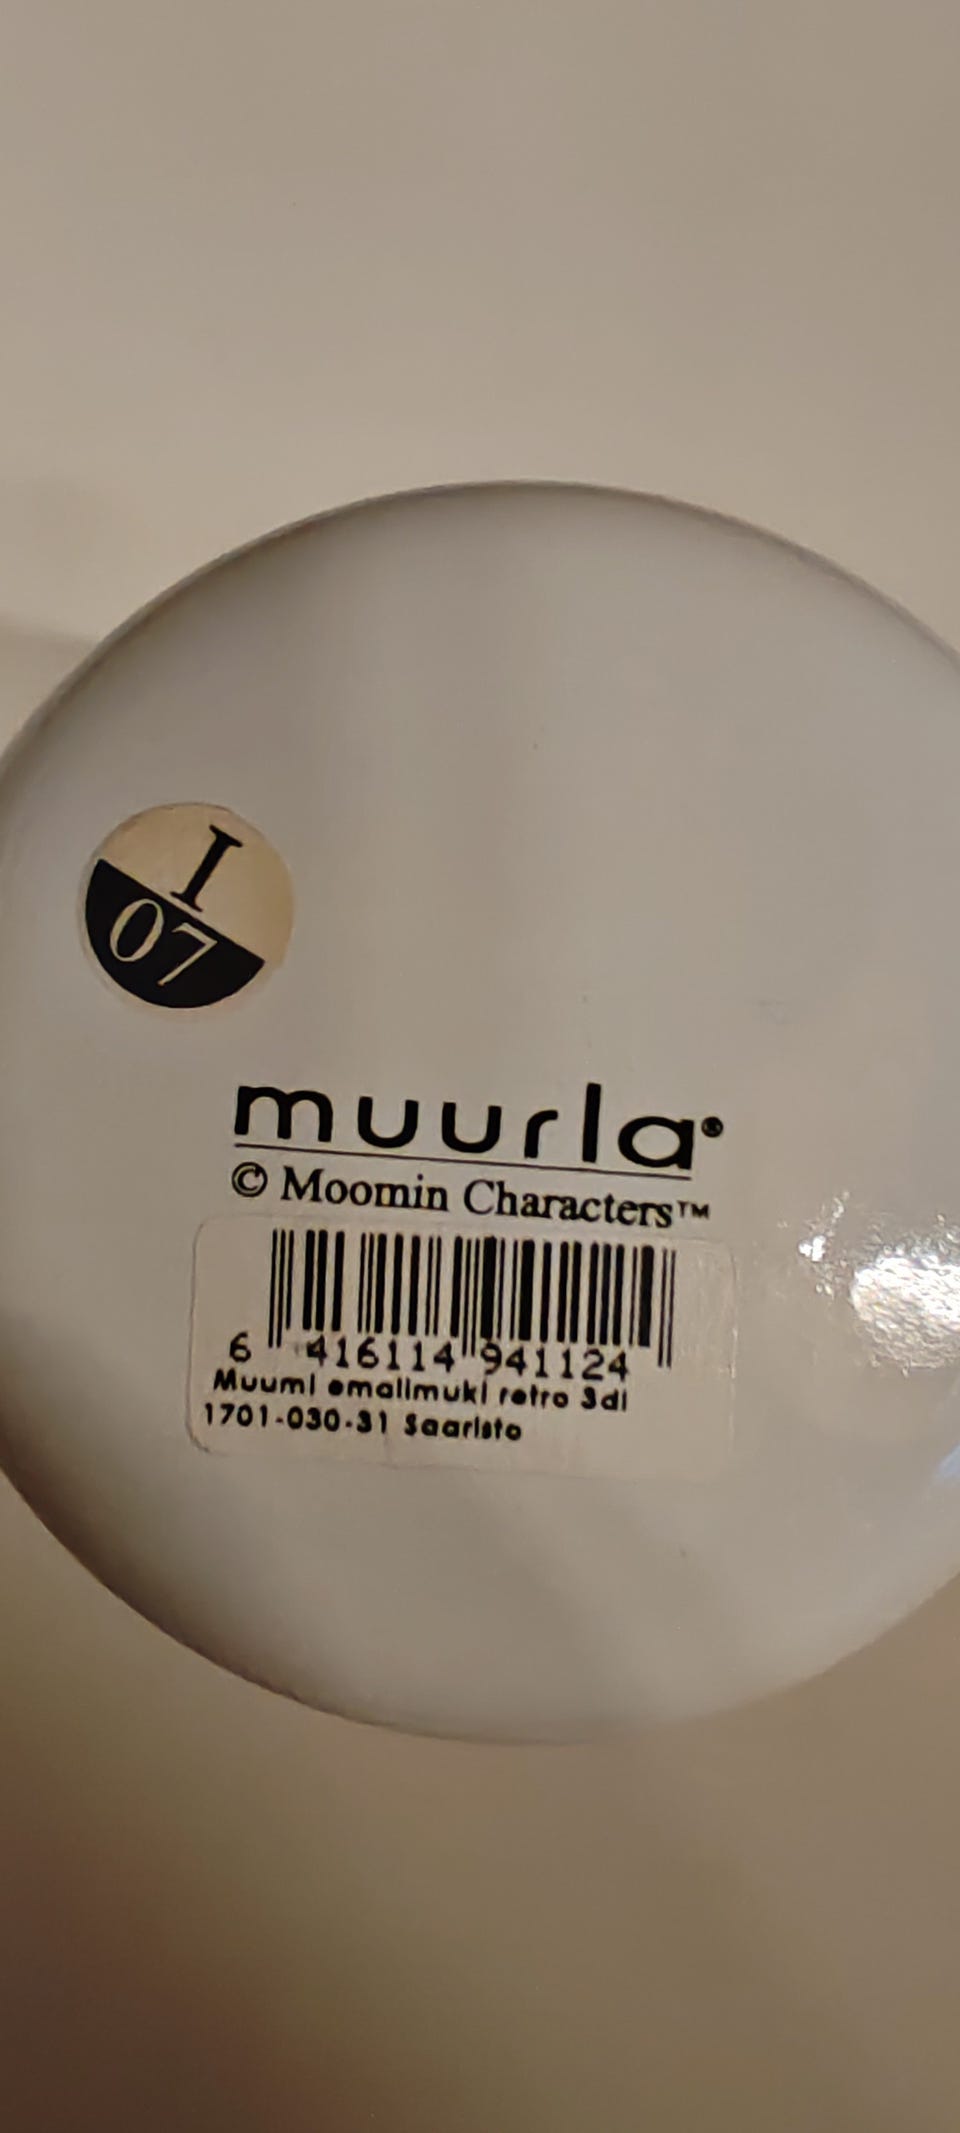 I
07
muurla®
© Moomin Characters™
6 416114 941124
Muumi emalimuki retro 3dl
1701-030-31 Saaristo